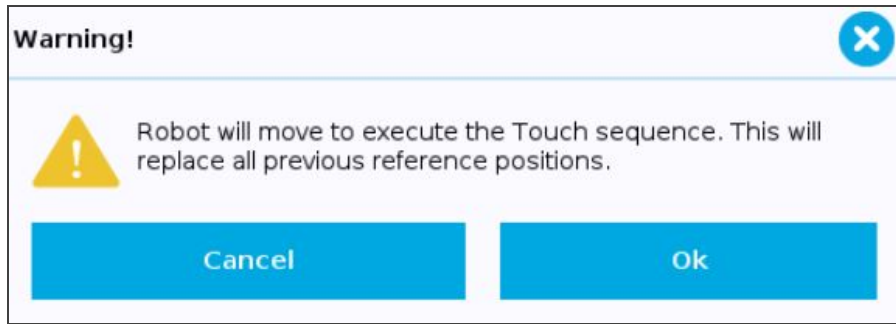 Warning!
Robot will move to execute the Touch sequence. This will
replace all previous reference positions.
Cancel
Ok